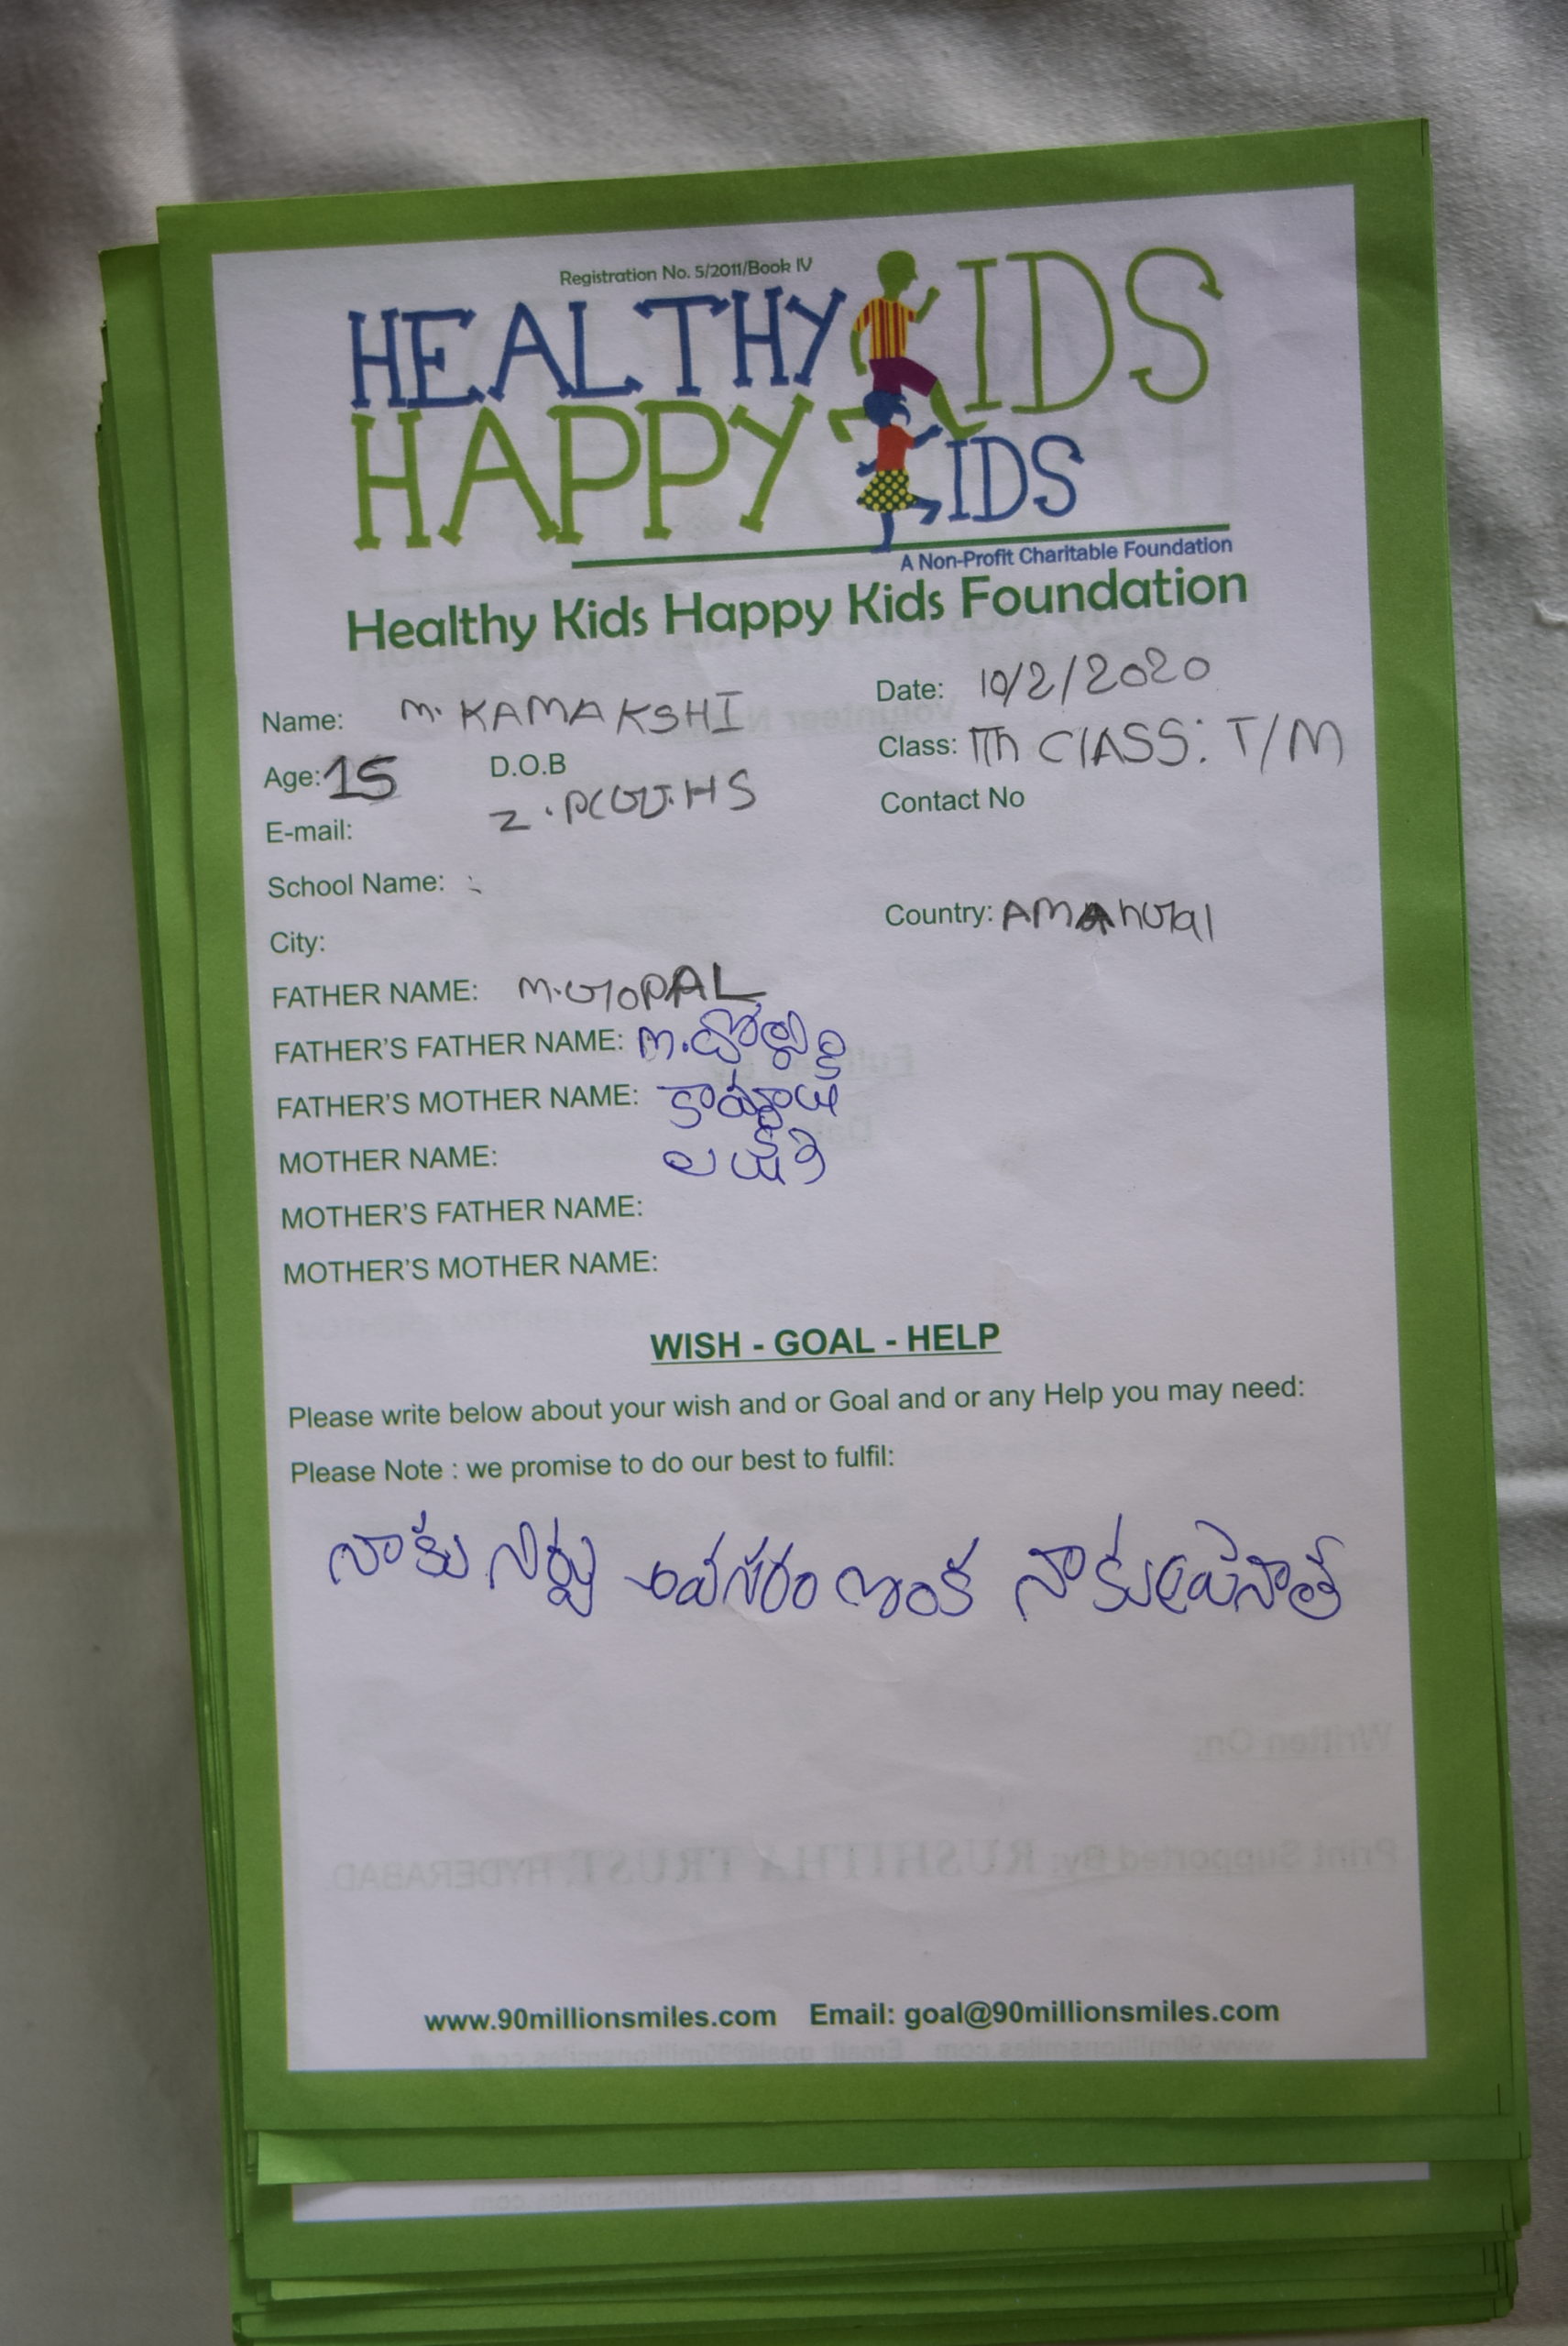 Registration No. 5/2011/Book IV
HEALTHY KIDS
HAPPY KIDS
A Non-Profit Charitable Foundation
Healthy Kids Happy Kids Foundation
Name: M. KAMAKSHI Date: 10/2/2020
Age: 15 D.O.B Class: CLASS: T/M
E-mail: Contact No
School Name:
City: Country:
FATHER NAME: M. GOPAL
FATHER'S FATHER NAME: M.
FATHER'S MOTHER NAME:
MOTHER NAME:
MOTHER'S FATHER NAME:
MOTHER'S MOTHER NAME:
WISH - GOAL - HELP
Please write below about your wish and or Goal and or any Help you may need:
Please Note : we promise to do our best to fulfil:
నాకు అవసరం ఇంక నాకు
www.90millionsmiles.com Email: goal@90millionsmiles.com